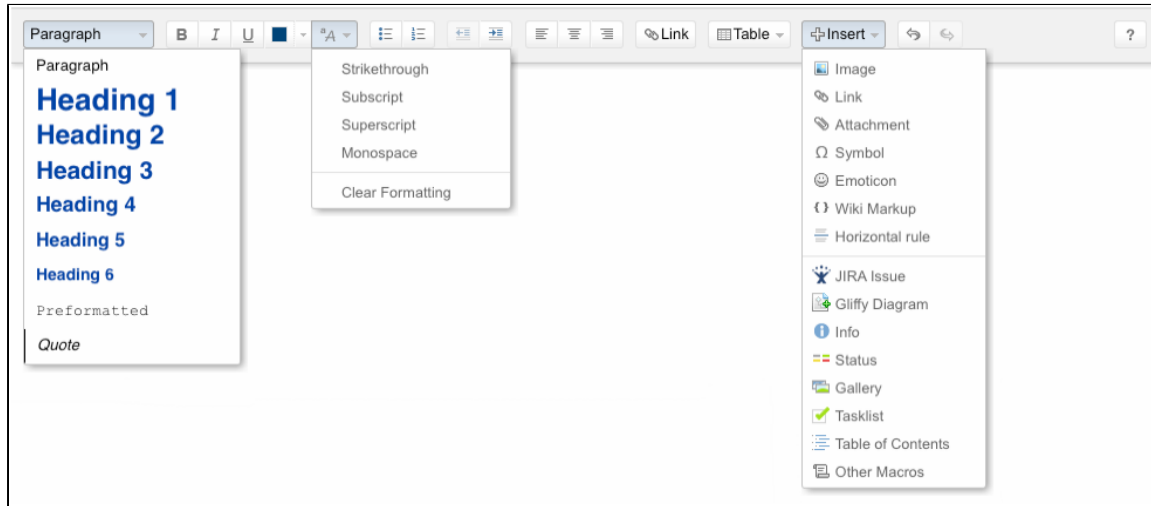 Paragraph B I U ªA Link Table Insert ?
Paragraph
Heading 1
Heading 2
Heading 3
Heading 4
Heading 5
Heading 6
Preformatted
Quote
Strikethrough
Subscript
Superscript
Monospace
Clear Formatting
Image
Link
Attachment
Ω Symbol
Emoticon
{} Wiki Markup
Horizontal rule
JIRA Issue
Gliffy Diagram
Info
Status
Gallery
Tasklist
Table of Contents
Other Macros